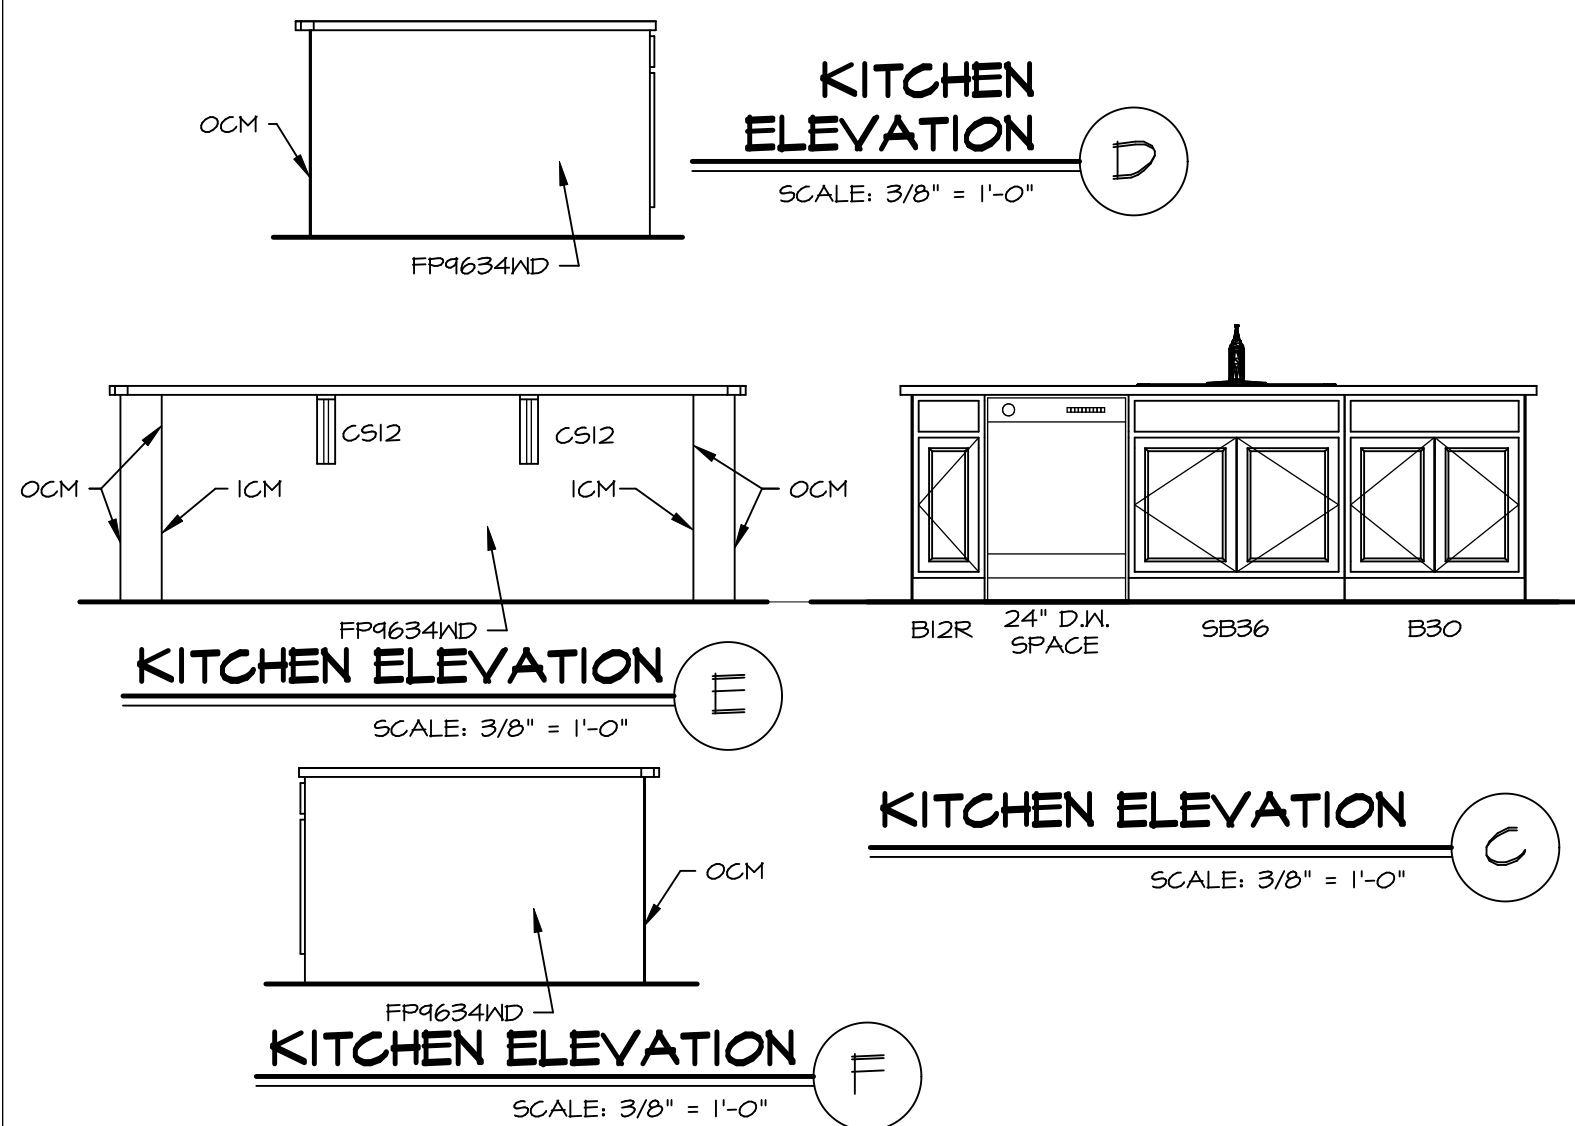 OCM
FP9634WD
KITCHEN
ELEVATION
D
SCALE: 3/8" = 1'-0"
CS12
CS12
OCM
1CM
1CM
OCM
FP9634WD
KITCHEN ELEVATION
E
SCALE: 3/8" = 1'-0"
B12R
24" D.W.
SPACE
SB36
B30
KITCHEN ELEVATION
C
SCALE: 3/8" = 1'-0"
OCM
FP9634WD
KITCHEN ELEVATION
F
SCALE: 3/8" = 1'-0"